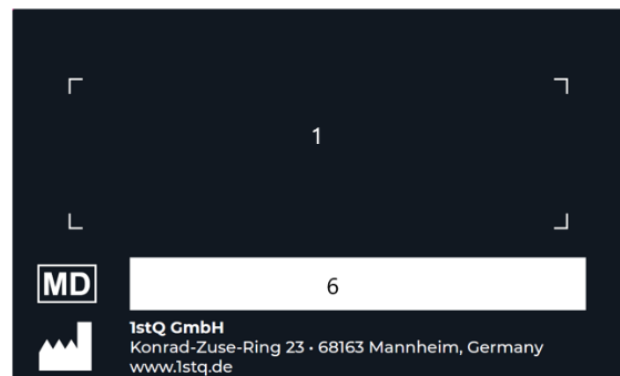 1
MD
6
1stQ GmbH
Konrad-Zuse-Ring 23 • 68163 Mannheim, Germany
www.1stq.de